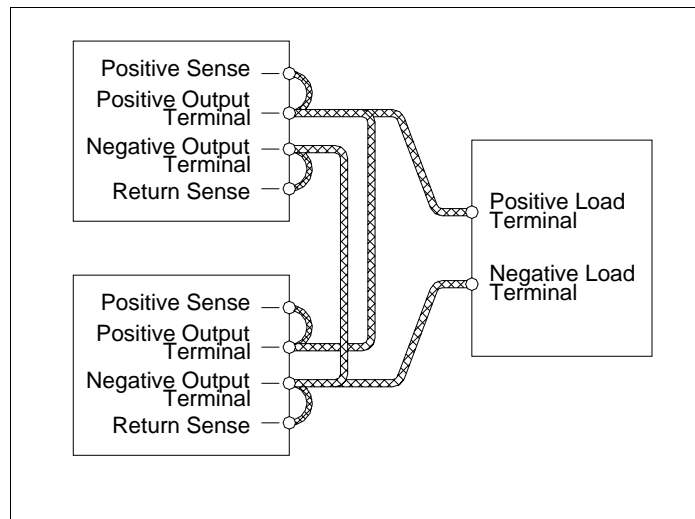 Positive Sense
Positive Output
Terminal
Negative Output
Terminal
Return Sense
Positive Load
Terminal
Negative Load
Terminal
Positive Sense
Positive Output
Terminal
Negative Output
Terminal
Return Sense